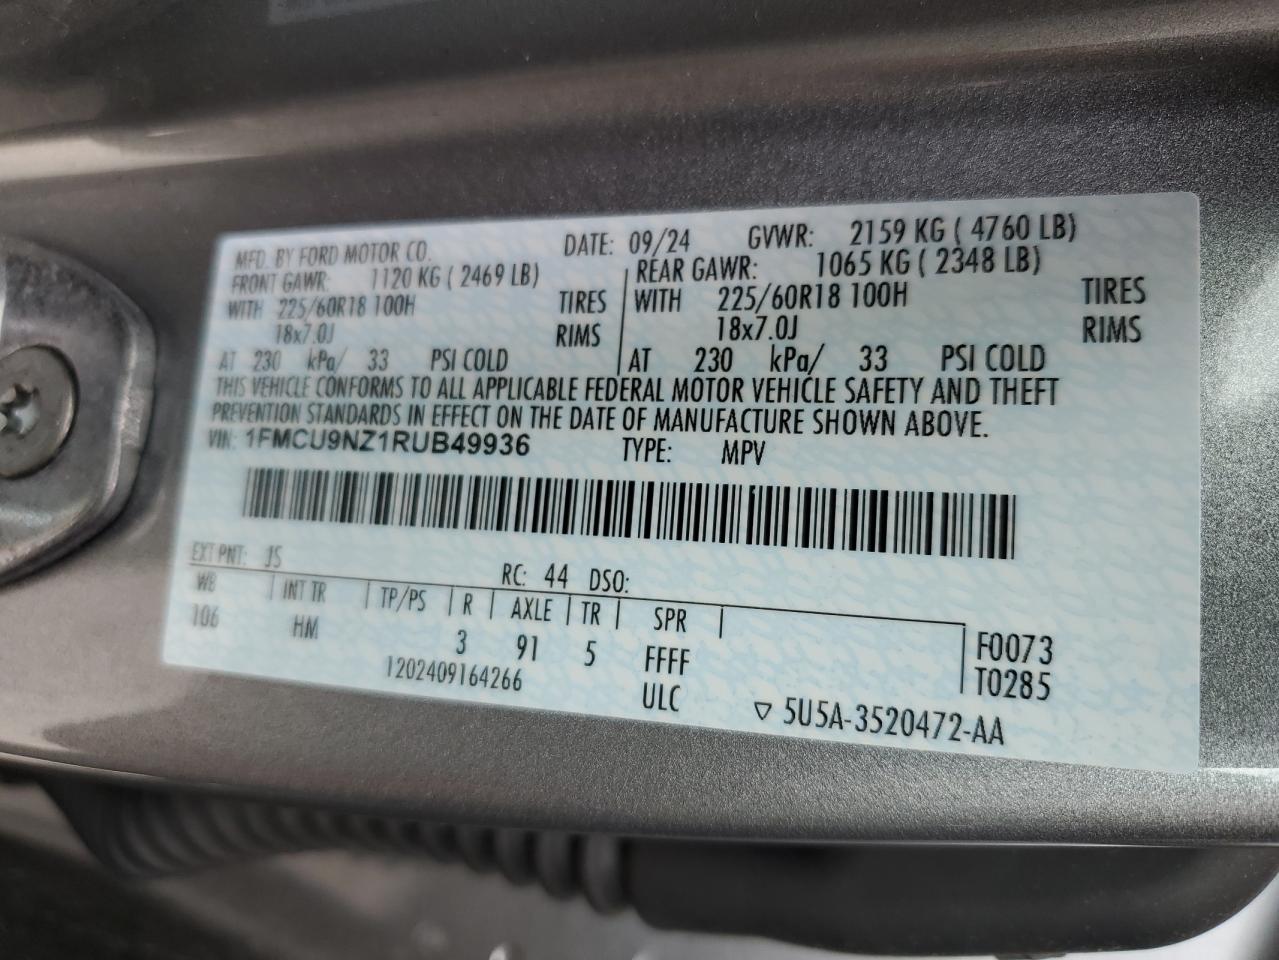 MFD. BY FORD MOTOR CO. DATE: 09/24 GVWR: 2159 KG ( 4760 LB)
FRONT GAWR: 1120 KG ( 2469 LB) REAR GAWR: 1065 KG ( 2348 LB)
WITH 225/60R18 100H TIRES WITH 225/60R18 100H TIRES
18x7.0J RIMS 18x7.0J RIMS
AT 230 kPa/ 33 PSI COLD AT 230 kPa/ 33 PSI COLD
THIS VEHICLE CONFORMS TO ALL APPLICABLE FEDERAL MOTOR VEHICLE SAFETY AND THEFT
PREVENTION STANDARDS IN EFFECT ON THE DATE OF MANUFACTURE SHOWN ABOVE.
VIN: 1FMCU9NZ1RUB49936 TYPE: MPV
EXT PNT: JS RC: 44 DSO:
WB INT TR TP/PS R AXLE TR SPR
106 HM 3 91 5 FFFF F0073
1202409164266 ULC T0285
▽ 5U5A-3520472-AA